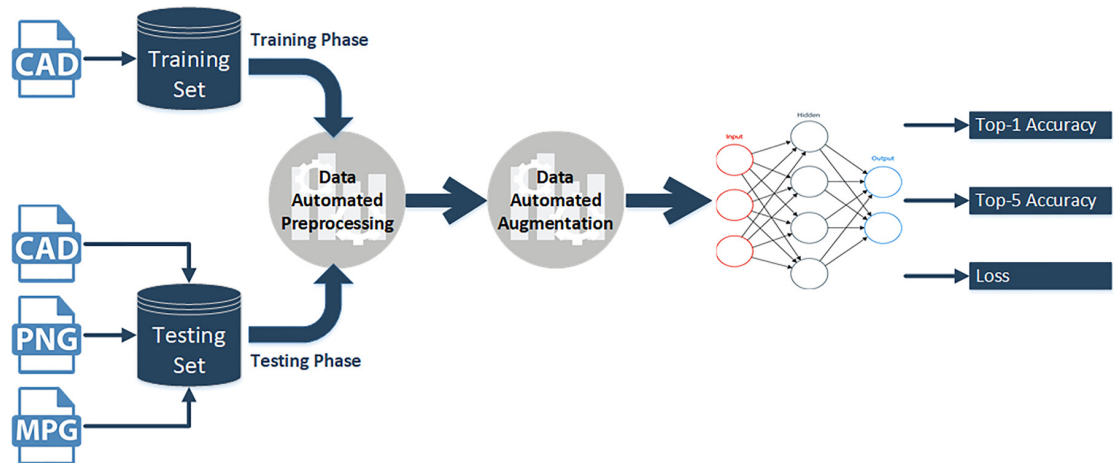 CAD
Training
Set
Training Phase
Data
Automated
Preprocessing
Data
Automated
Augmentation
Input
Hidden
Output
Top-1 Accuracy
Top-5 Accuracy
Loss
CAD
PNG
MPG
Testing
Set
Testing Phase